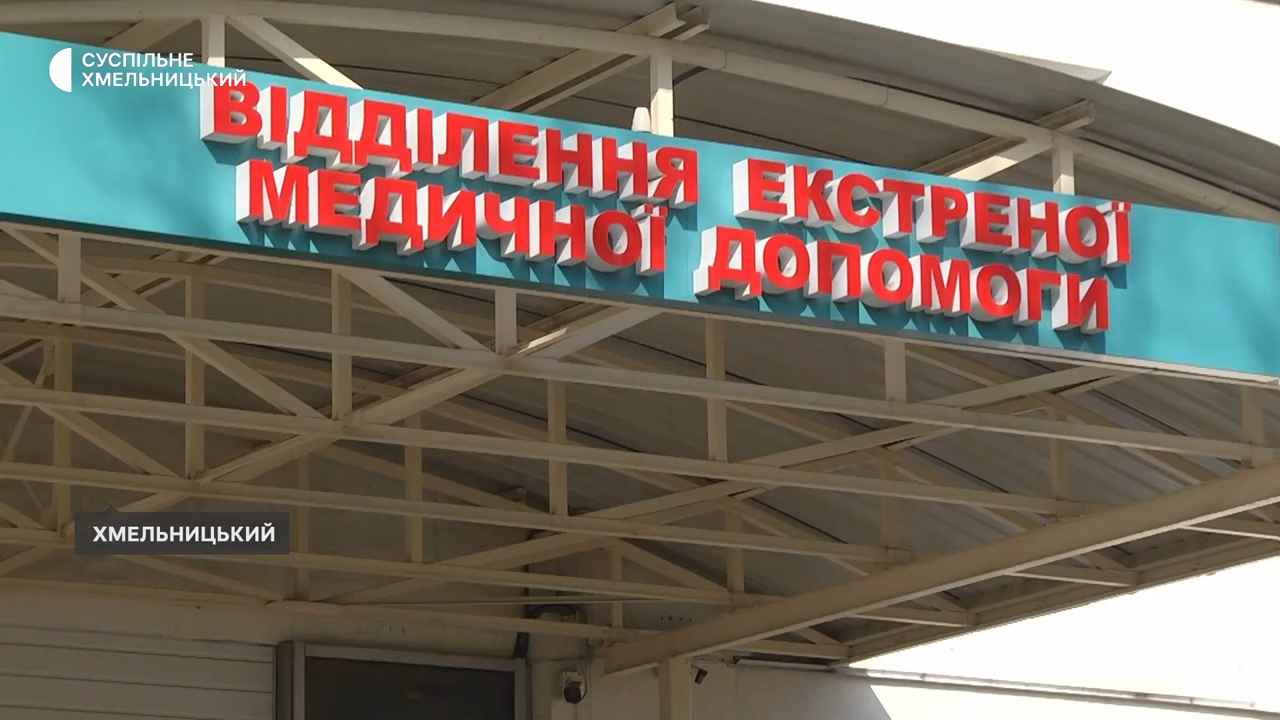 СУСПІЛЬНЕ
ХМЕЛЬНИЦЬКИЙ
ВІДДІЛЕННЯ ЕКСТРЕНОЇ
МЕДИЧНОЇ ДОПОМОГИ
ХМЕЛЬНИЦЬКИЙ